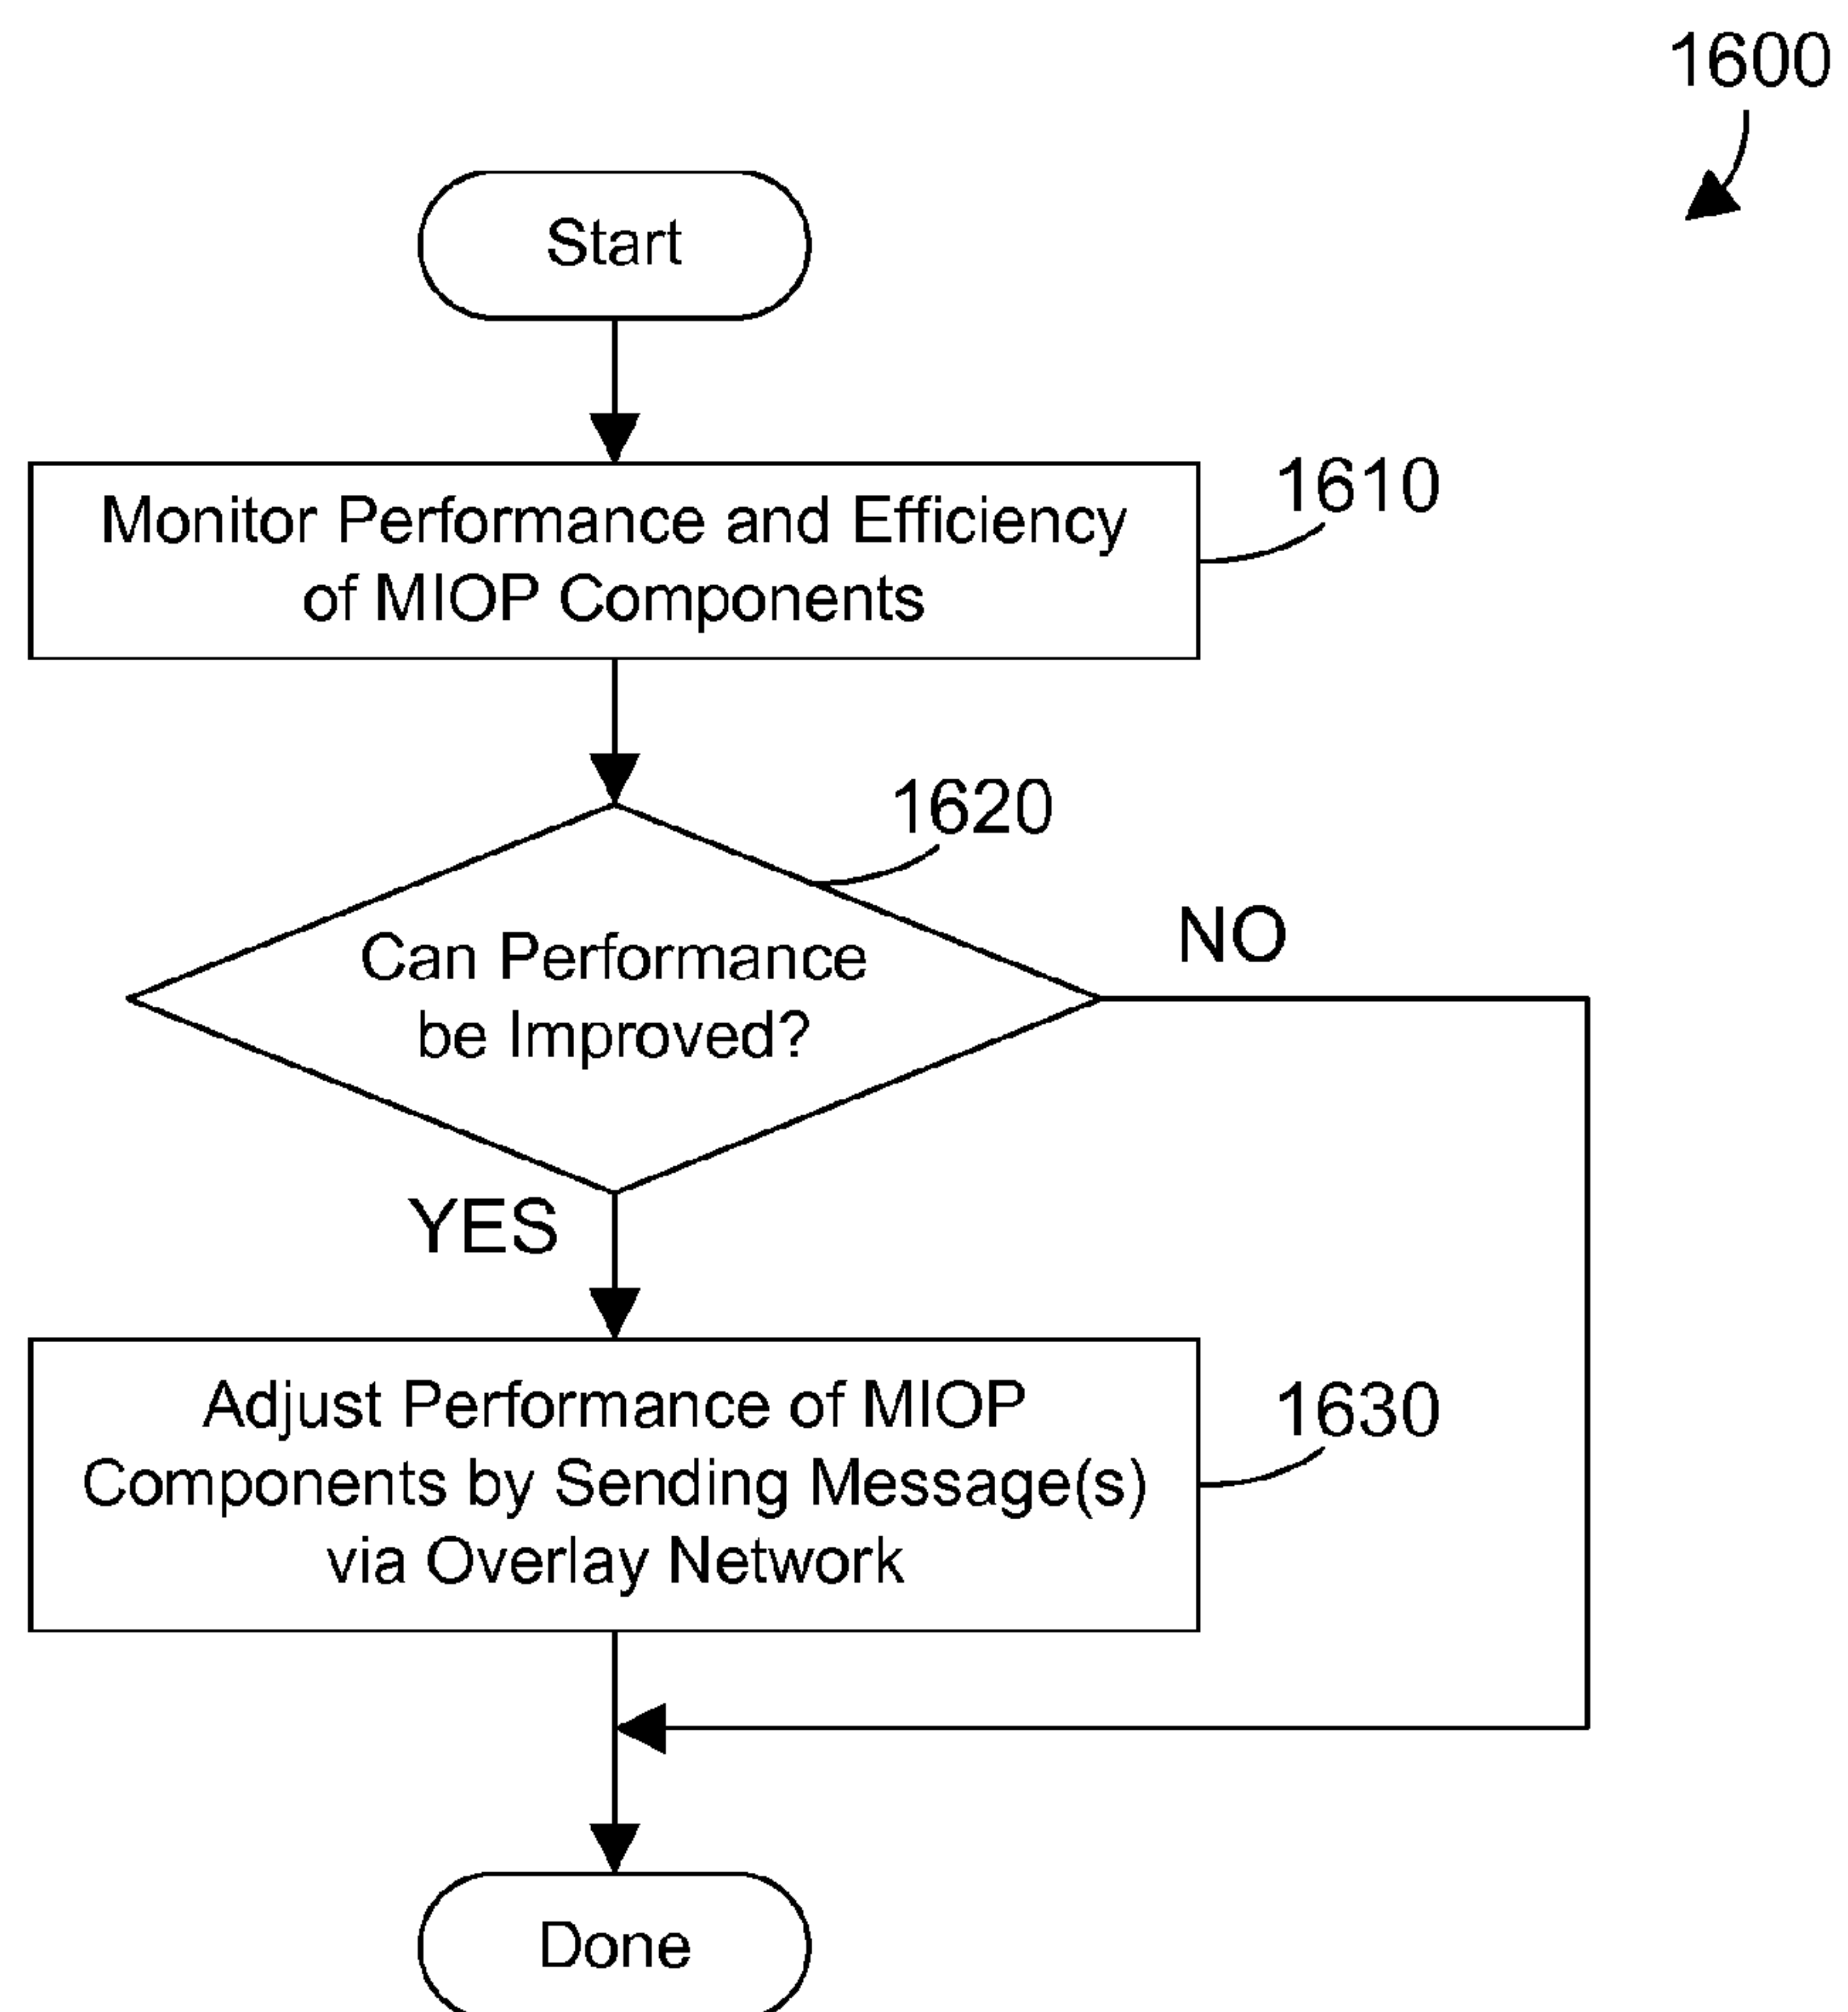 1600
Start
Monitor Performance and Efficiency
of MIOP Components
1610
1620
Can Performance
be Improved?
NO
YES
Adjust Performance of MIOP
Components by Sending Message(s)
via Overlay Network
1630
Done